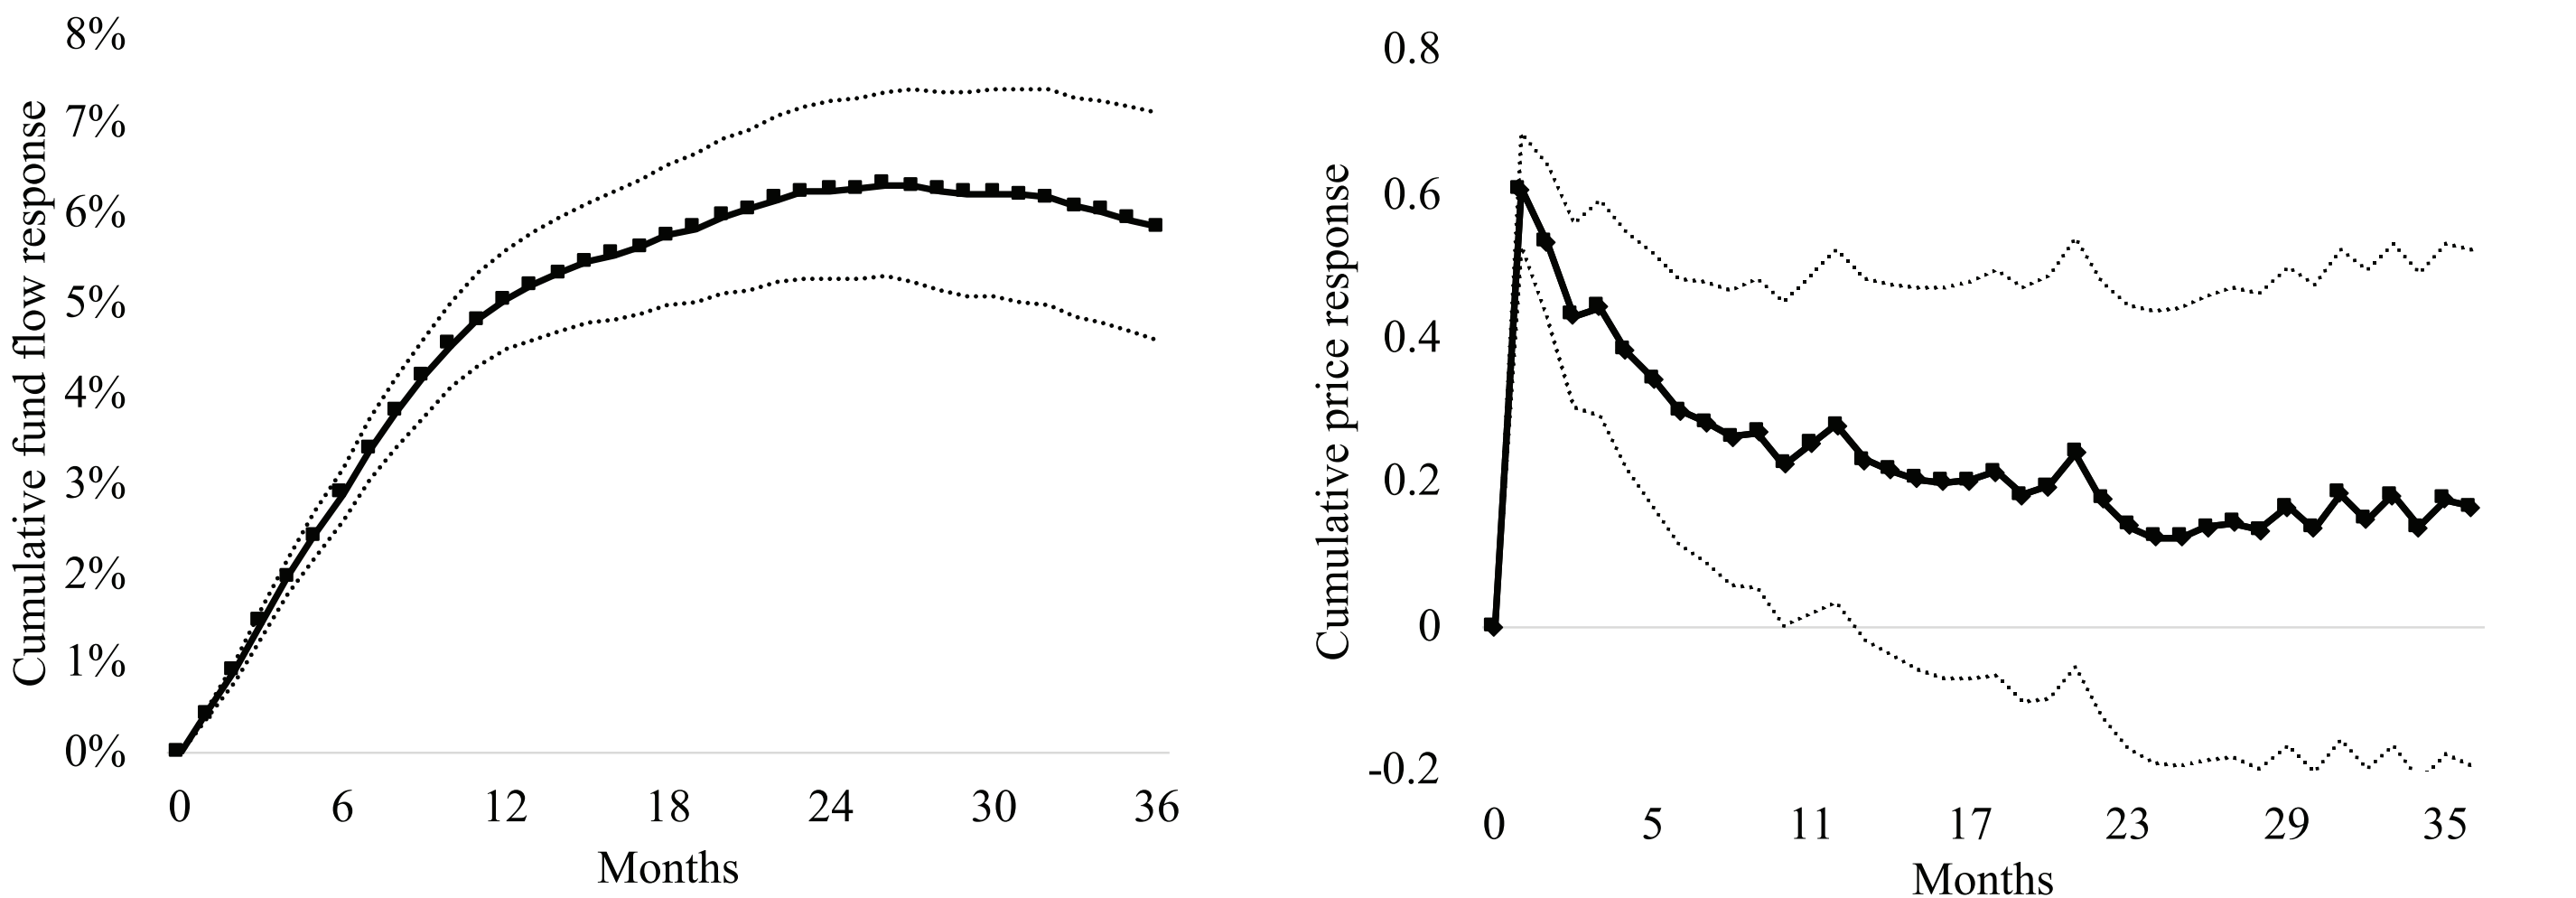 Cumulative fund flow response
8%
7%
6%
5%
4%
3%
2%
1%
0%
0 6 12 18 24 30 36
Months
Cumulative price response
0.8
0.6
0.4
0.2
0
-0.2
0 5 11 17 23 29 35
Months